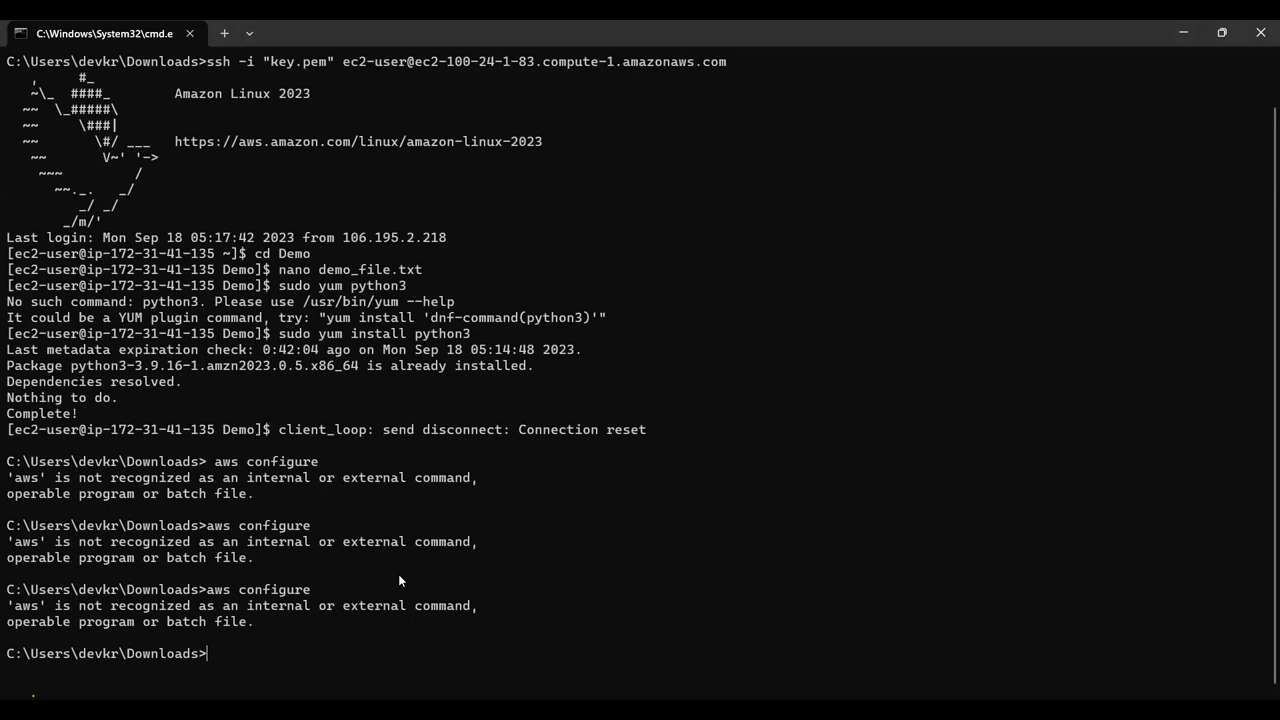 C:\Windows\System32\cmd.e
C:\Users\devkr\Downloads>ssh -i "key.pem" ec2-user@ec2-100-24-1-83.compute-1.amazonaws.com
   ,     #_
   ~\_  ####_        Amazon Linux 2023
  ~~  \_#####\
  ~~     \###|
  ~~       \#/ ___   https://aws.amazon.com/linux/amazon-linux-2023
   ~~       V~' '->
    ~~~         /
      ~~._.   _/
         _/ _/
       _/m/'
Last login: Mon Sep 18 05:17:42 2023 from 106.195.2.218
[ec2-user@ip-172-31-41-135 ~]$ cd Demo
[ec2-user@ip-172-31-41-135 Demo]$ nano demo_file.txt
[ec2-user@ip-172-31-41-135 Demo]$ sudo yum python3
No such command: python3. Please use /usr/bin/yum --help
It could be a YUM plugin command, try: "yum install 'dnf-command(python3)'"
[ec2-user@ip-172-31-41-135 Demo]$ sudo yum install python3
Last metadata expiration check: 0:42:04 ago on Mon Sep 18 05:14:48 2023.
Package python3-3.9.16-1.amzn2023.0.5.x86_64 is already installed.
Dependencies resolved.
Nothing to do.
Complete!
[ec2-user@ip-172-31-41-135 Demo]$ client_loop: send disconnect: Connection reset
C:\Users\devkr\Downloads> aws configure
'aws' is not recognized as an internal or external command,
operable program or batch file.
C:\Users\devkr\Downloads>aws configure
'aws' is not recognized as an internal or external command,
operable program or batch file.
C:\Users\devkr\Downloads>aws configure
'aws' is not recognized as an internal or external command,
operable program or batch file.
C:\Users\devkr\Downloads>